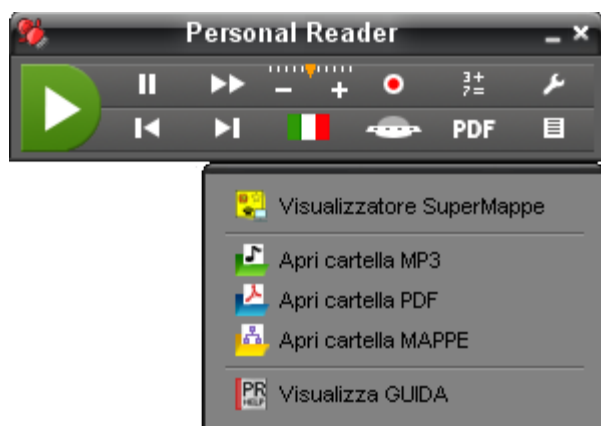 Personal Reader
3+
7=
PDF
Visualizzatore SuperMappe
Apri cartella MP3
Apri cartella PDF
Apri cartella MAPPE
PR
HELP
Visualizza GUIDA